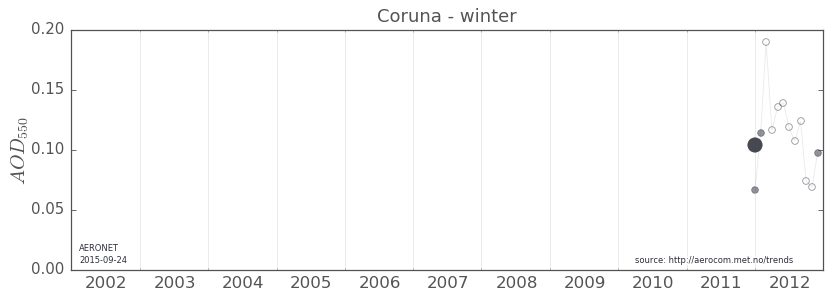 Coruna - winter
0.20
0.15
0.10
0.05
0.00
AOD550
AERONET
2015-09-24
source: http://aerocom.met.no/trends
2002 2003 2004 2005 2006 2007 2008 2009 2010 2011 2012